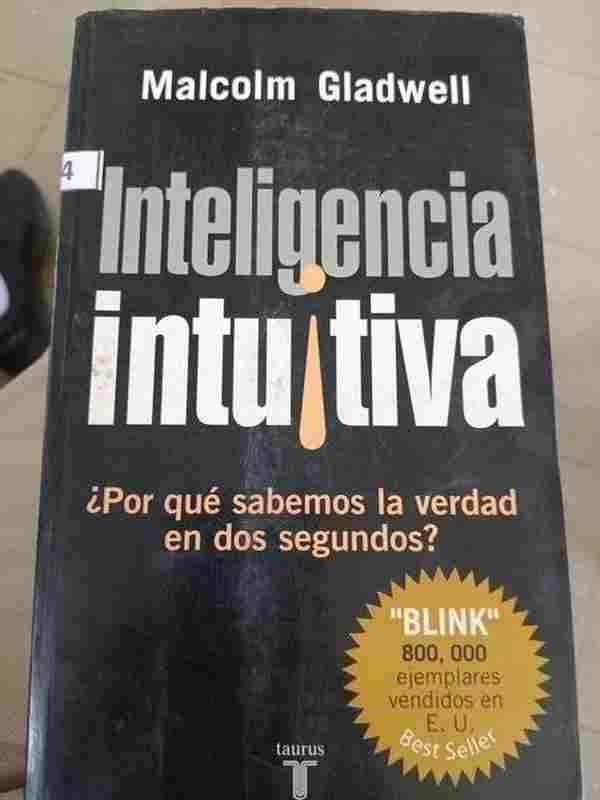 Malcolm Gladwell
4
Inteligencia
intuitiva
¿Por qué sabemos la verdad
en dos segundos?
"BLINK"
800, 000
ejemplares
vendidos en
E. U.
Best Seller
taurus
T